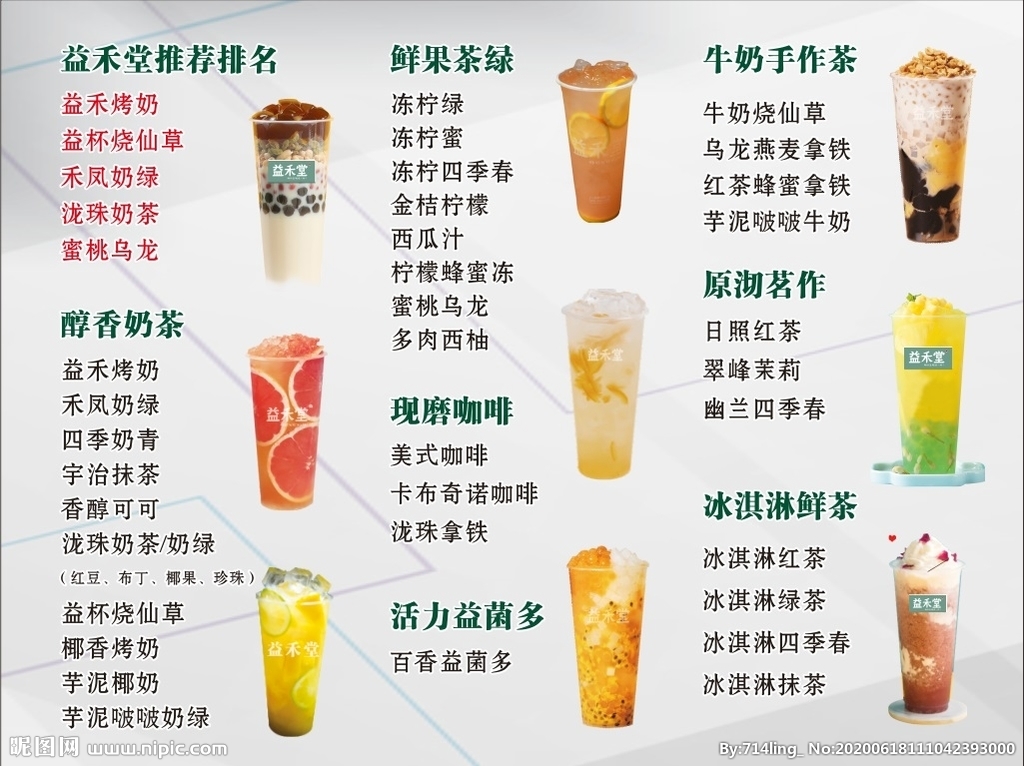 益禾堂推荐排名
益禾烤奶
益杯烧仙草
禾凤奶绿
泷珠奶茶
蜜桃乌龙
益禾堂
醇香奶茶
益禾烤奶
禾凤奶绿
四季奶青
宇治抹茶
香醇可可
泷珠奶茶/奶绿
（红豆、布丁、椰果、珍珠）
益杯烧仙草
椰香烤奶
芋泥椰奶
芋泥啵啵奶绿
益禾堂
益禾堂
鲜果茶绿
冻柠绿
冻柠蜜
冻柠四季春
金桔柠檬
西瓜汁
柠檬蜂蜜冻
蜜桃乌龙
多肉西柚
现磨咖啡
美式咖啡
卡布奇诺咖啡
泷珠拿铁
活力益菌多
百香益菌多
益禾堂
益禾堂
牛奶手作茶
牛奶烧仙草
乌龙燕麦拿铁
红茶蜂蜜拿铁
芋泥啵啵牛奶
益禾堂
原沏茗作
日照红茶
翠峰茉莉
幽兰四季春
益禾堂
冰淇淋鲜茶
冰淇淋红茶
冰淇淋绿茶
冰淇淋四季春
冰淇淋抹茶
益禾堂
昵图网 www.nipic.com
By:714ling_ No:20200618111042393000